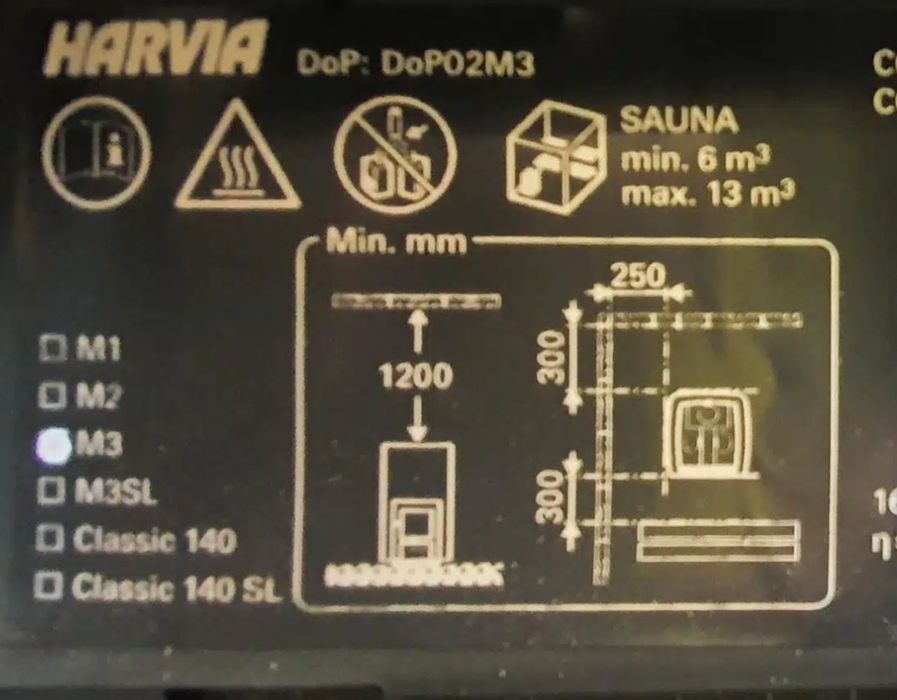 HARVIA DoP: DoP02M3
SAUNA
min. 6 m³
max. 13 m³
Min. mm
250
300
1200
300
M1
M2
M3
M3SL
Classic 140
Classic 140 SL